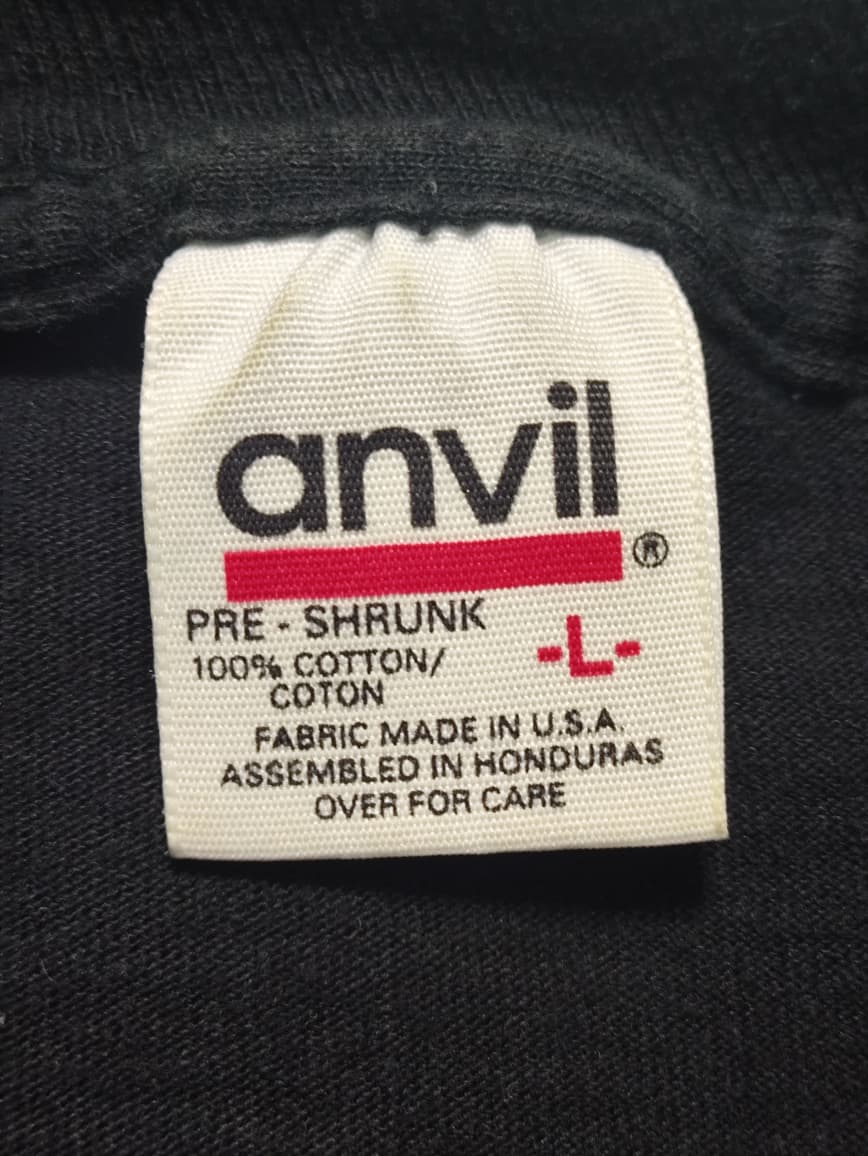 anvil®
PRE - SHRUNK
-L-
100% COTTON/
COTON
FABRIC MADE IN U.S.A.
ASSEMBLED IN HONDURAS
OVER FOR CARE